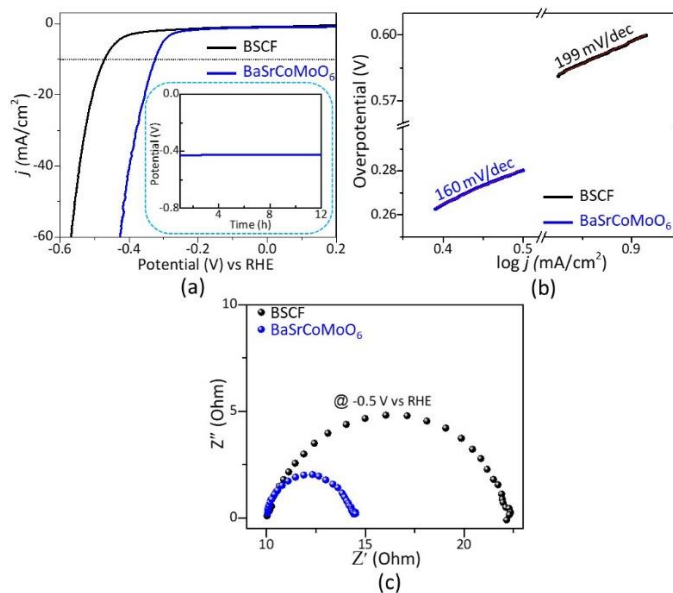 0
-20
-40
-60
j (mA/cm²)
BSCF
BaSrCoMoO₆
0.0
-0.4
-0.8
Potential (V)
4
8
12
Time (h)
-0.6
-0.4
-0.2
0.0
0.2
Potential (V) vs RHE
(a)
0.60
0.57
0.28
0.26
Overpotential (V)
199 mV/dec
160 mV/dec
BSCF
BaSrCoMoO₆
0.4
0.5
0.9
log j (mA/cm²)
(b)
10
5
0
Z″ (Ohm)
BSCF
BaSrCoMoO₆
@ -0.5 V vs RHE
10
15
20
Z′ (Ohm)
(c)